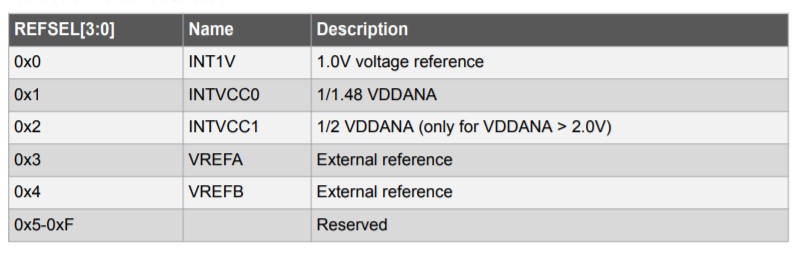 REFSEL[3:0] Name Description
0x0 INT1V 1.0V voltage reference
0x1 INTVCC0 1/1.48 VDDANA
0x2 INTVCC1 1/2 VDDANA (only for VDDANA > 2.0V)
0x3 VREFA External reference
0x4 VREFB External reference
0x5-0xF Reserved